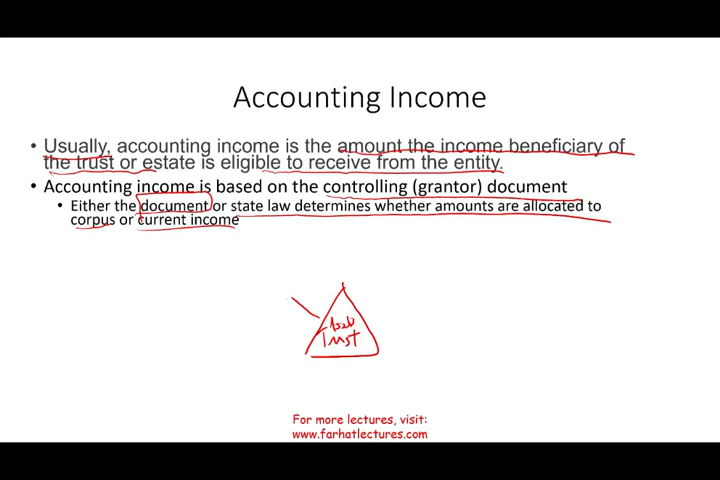 Accounting Income
• Usually, accounting income is the amount the income beneficiary of
the trust or estate is eligible to receive from the entity.
• Accounting income is based on the controlling (grantor) document
• Either the document or state law determines whether amounts are allocated to
corpus or current income
Trust
For more lectures, visit:
www.farhatlectures.com